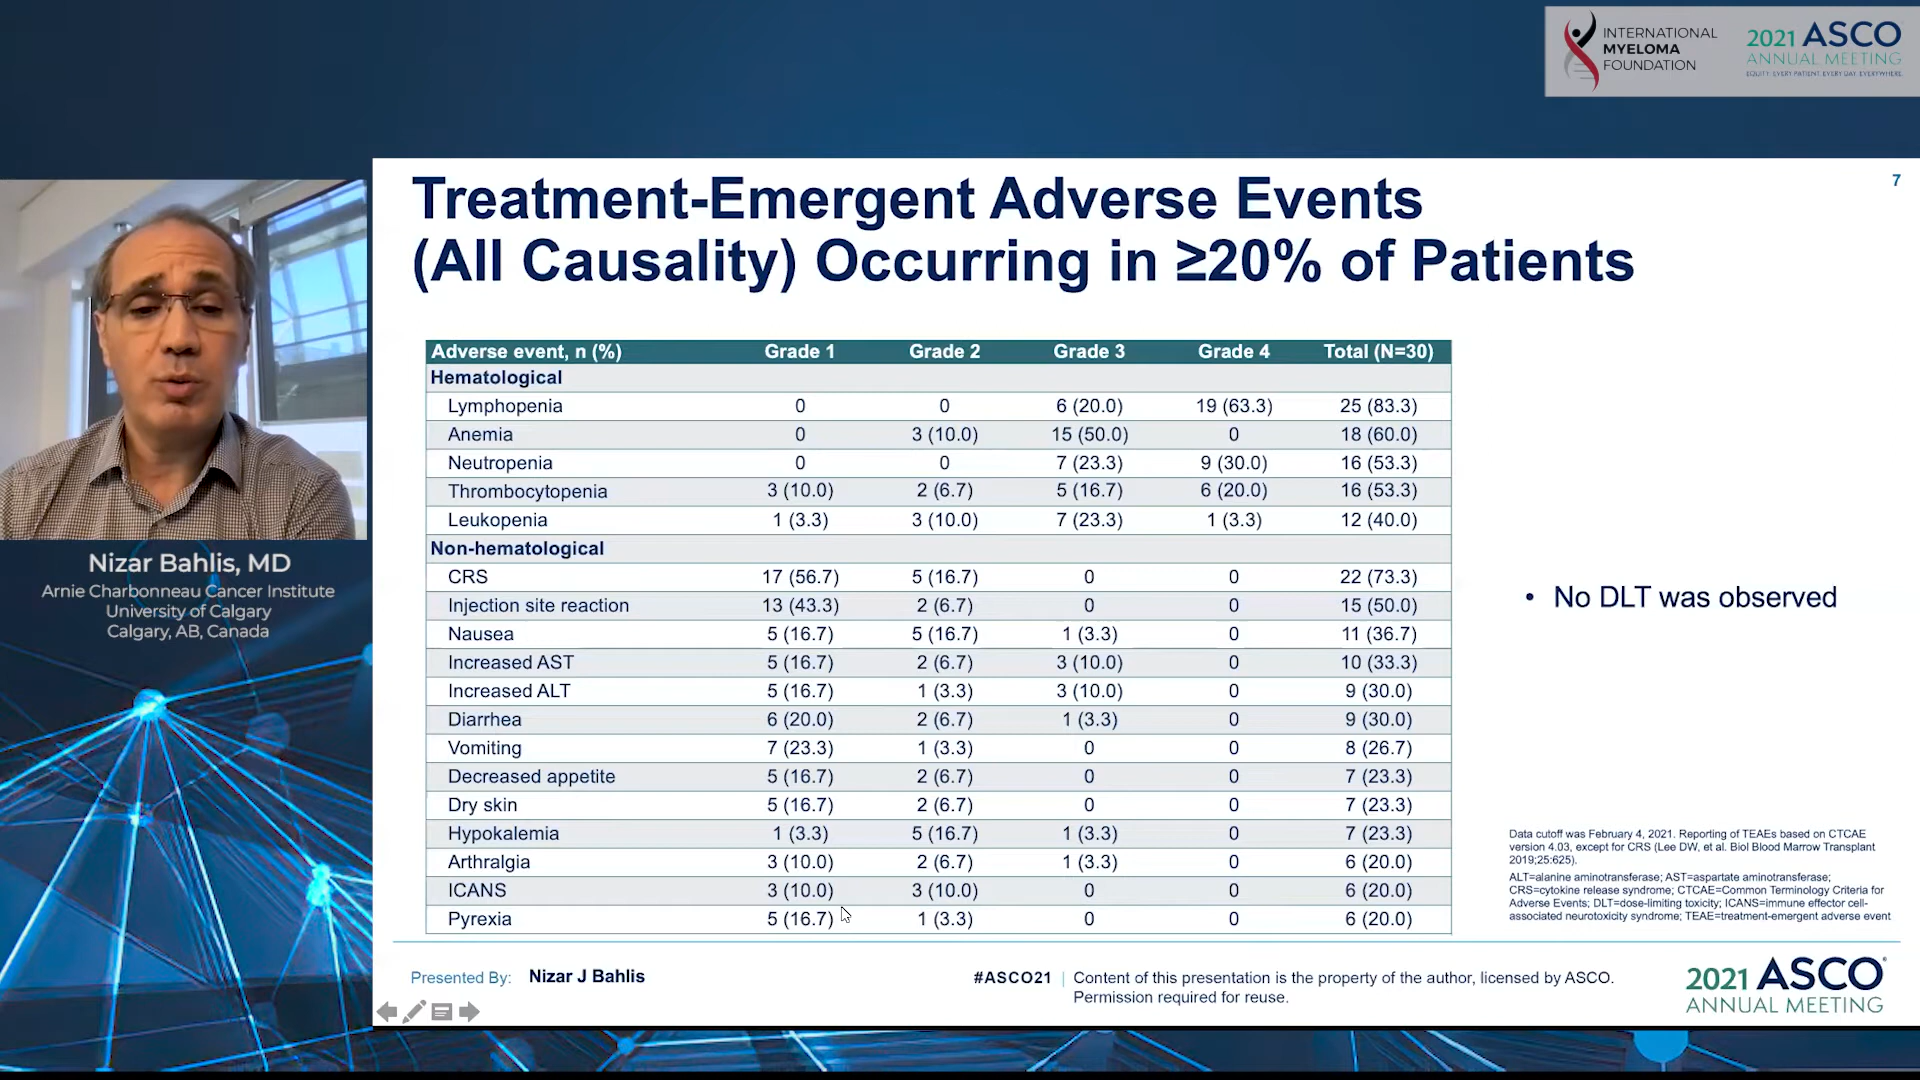 INTERNATIONAL
MYELOMA
FOUNDATION
2021 ASCO
ANNUAL MEETING
EQUITY: EVERY PATIENT. EVERY DAY. EVERYWHERE.
Treatment-Emergent Adverse Events
(All Causality) Occurring in ≥20% of Patients
7
Adverse event, n (%) Grade 1 Grade 2 Grade 3 Grade 4 Total (N=30)
Hematological
Lymphopenia 0 0 6 (20.0) 19 (63.3) 25 (83.3)
Anemia 0 3 (10.0) 15 (50.0) 0 18 (60.0)
Neutropenia 0 0 7 (23.3) 9 (30.0) 16 (53.3)
Thrombocytopenia 3 (10.0) 2 (6.7) 5 (16.7) 6 (20.0) 16 (53.3)
Leukopenia 1 (3.3) 3 (10.0) 7 (23.3) 1 (3.3) 12 (40.0)
Non-hematological
CRS 17 (56.7) 5 (16.7) 0 0 22 (73.3)
Injection site reaction 13 (43.3) 2 (6.7) 0 0 15 (50.0)
Nausea 5 (16.7) 5 (16.7) 1 (3.3) 0 11 (36.7)
Increased AST 5 (16.7) 2 (6.7) 3 (10.0) 0 10 (33.3)
Increased ALT 5 (16.7) 1 (3.3) 3 (10.0) 0 9 (30.0)
Diarrhea 6 (20.0) 2 (6.7) 1 (3.3) 0 9 (30.0)
Vomiting 7 (23.3) 1 (3.3) 0 0 8 (26.7)
Decreased appetite 5 (16.7) 2 (6.7) 0 0 7 (23.3)
Dry skin 5 (16.7) 2 (6.7) 0 0 7 (23.3)
Hypokalemia 1 (3.3) 5 (16.7) 1 (3.3) 0 7 (23.3)
Arthralgia 3 (10.0) 2 (6.7) 1 (3.3) 0 6 (20.0)
ICANS 3 (10.0) 3 (10.0) 0 0 6 (20.0)
Pyrexia 5 (16.7) 1 (3.3) 0 0 6 (20.0)
• No DLT was observed
Data cutoff was February 4, 2021. Reporting of TEAEs based on CTCAE
version 4.03, except for CRS (Lee DW, et al. Biol Blood Marrow Transplant
2019;25:625).
ALT=alanine aminotransferase; AST=aspartate aminotransferase;
CRS=cytokine release syndrome; CTCAE=Common Terminology Criteria for
Adverse Events; DLT=dose-limiting toxicity; ICANS=immune effector cell-
associated neurotoxicity syndrome; TEAE=treatment-emergent adverse event
Nizar Bahlis, MD
Arnie Charbonneau Cancer Institute
University of Calgary
Calgary, AB, Canada
Presented By: Nizar J Bahlis
#ASCO21 | Content of this presentation is the property of the author, licensed by ASCO.
Permission required for reuse.
2021 ASCO®
ANNUAL MEETING